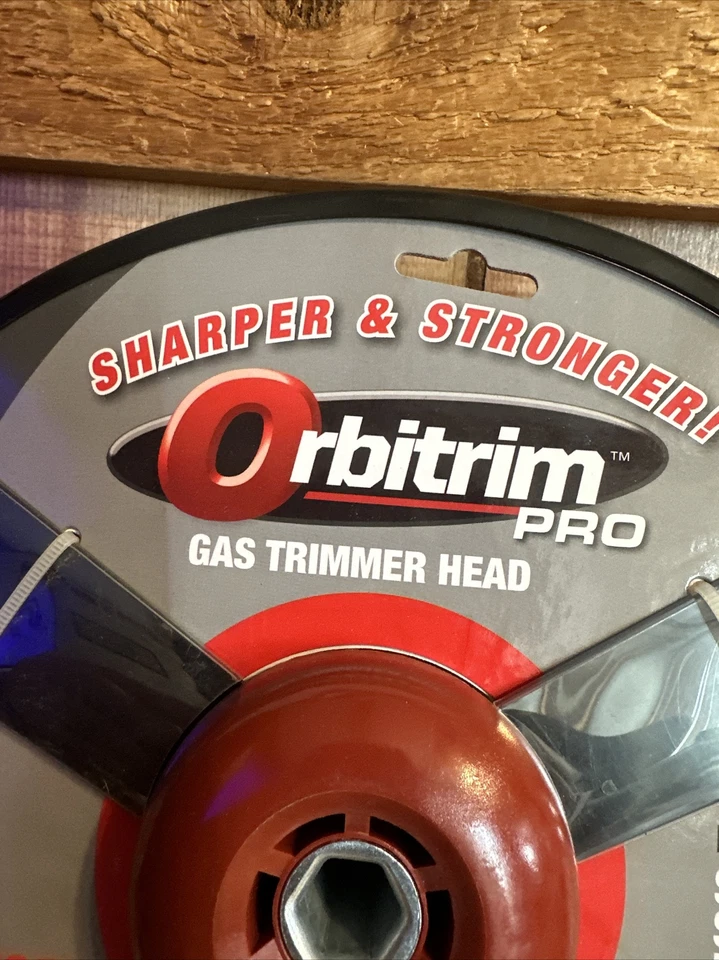 SHARPER & STRONGER!
Orbitrim™
PRO
GAS TRIMMER HEAD